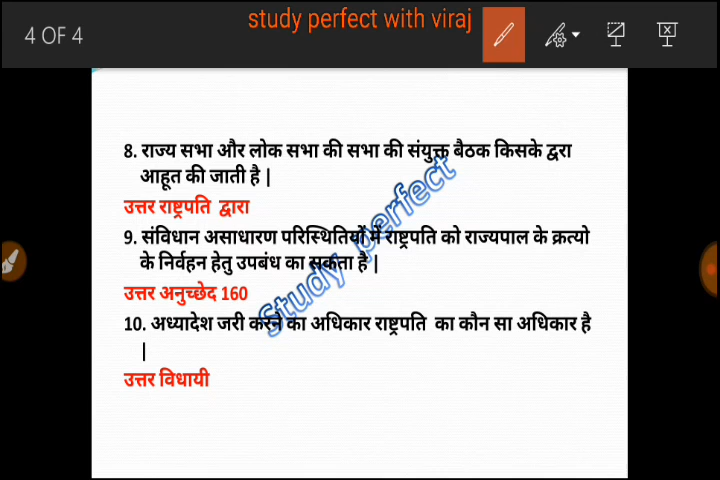 study perfect with viraj
4 OF 4
8. राज्य सभा और लोक सभा की सभा की संयुक्त बैठक किसके द्वरा
आहूत की जाती है |
उत्तर राष्ट्रपति द्वारा
9. संविधान असाधारण परिस्थितियों में राष्ट्रपति को राज्यपाल के क्रत्यो
के निर्वहन हेतु उपबंध का सकता है |
उत्तर अनुच्छेद 160
10. अध्यादेश जरी करने का अधिकार राष्ट्रपति का कौन सा अधिकार है
|
उत्तर विधायी
Study perfect